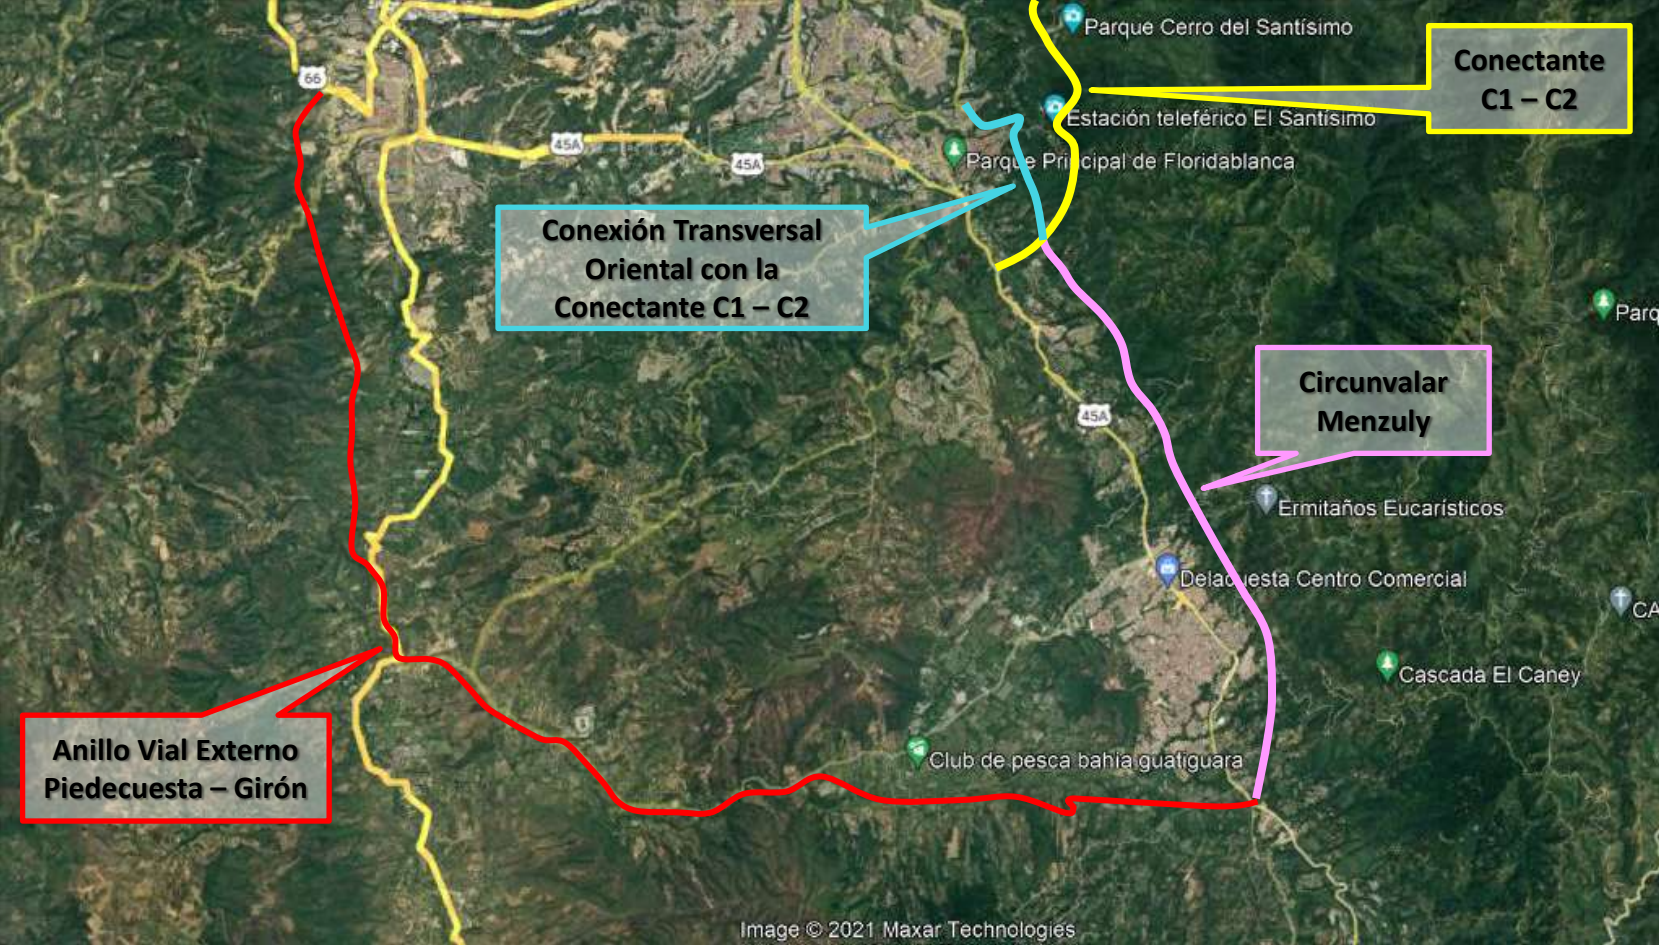 Parque Cerro del Santísimo
Conectante
C1 – C2
66
Estación teleférico El Santísimo
45A
45A
Parque Principal de Floridablanca
Conexión Transversal
Oriental con la
Conectante C1 – C2
Parq
Circunvalar
Menzuly
45A
Ermitaños Eucarísticos
Delacuesta Centro Comercial
CA
Cascada El Caney
Anillo Vial Externo
Piedecuesta – Girón
Club de pesca bahia guatiguara
Image © 2021 Maxar Technologies